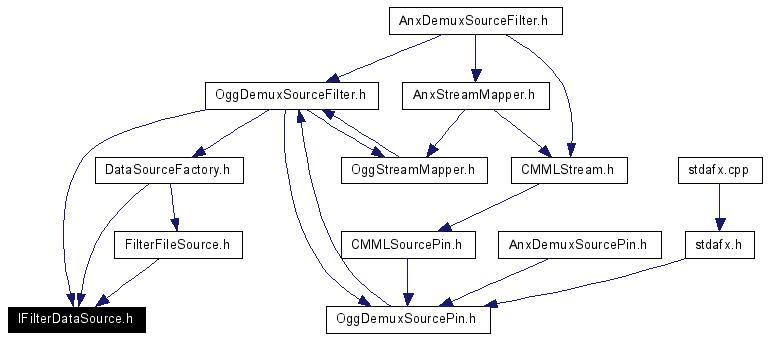 AnxDemuxSourceFilter.h
OggDemuxSourceFilter.h
AnxStreamMapper.h
DataSourceFactory.h
OggStreamMapper.h
CMMLStream.h
stdafx.cpp
FilterFileSource.h
CMMLSourcePin.h
AnxDemuxSourcePin.h
stdafx.h
IFilterDataSource.h
OggDemuxSourcePin.h